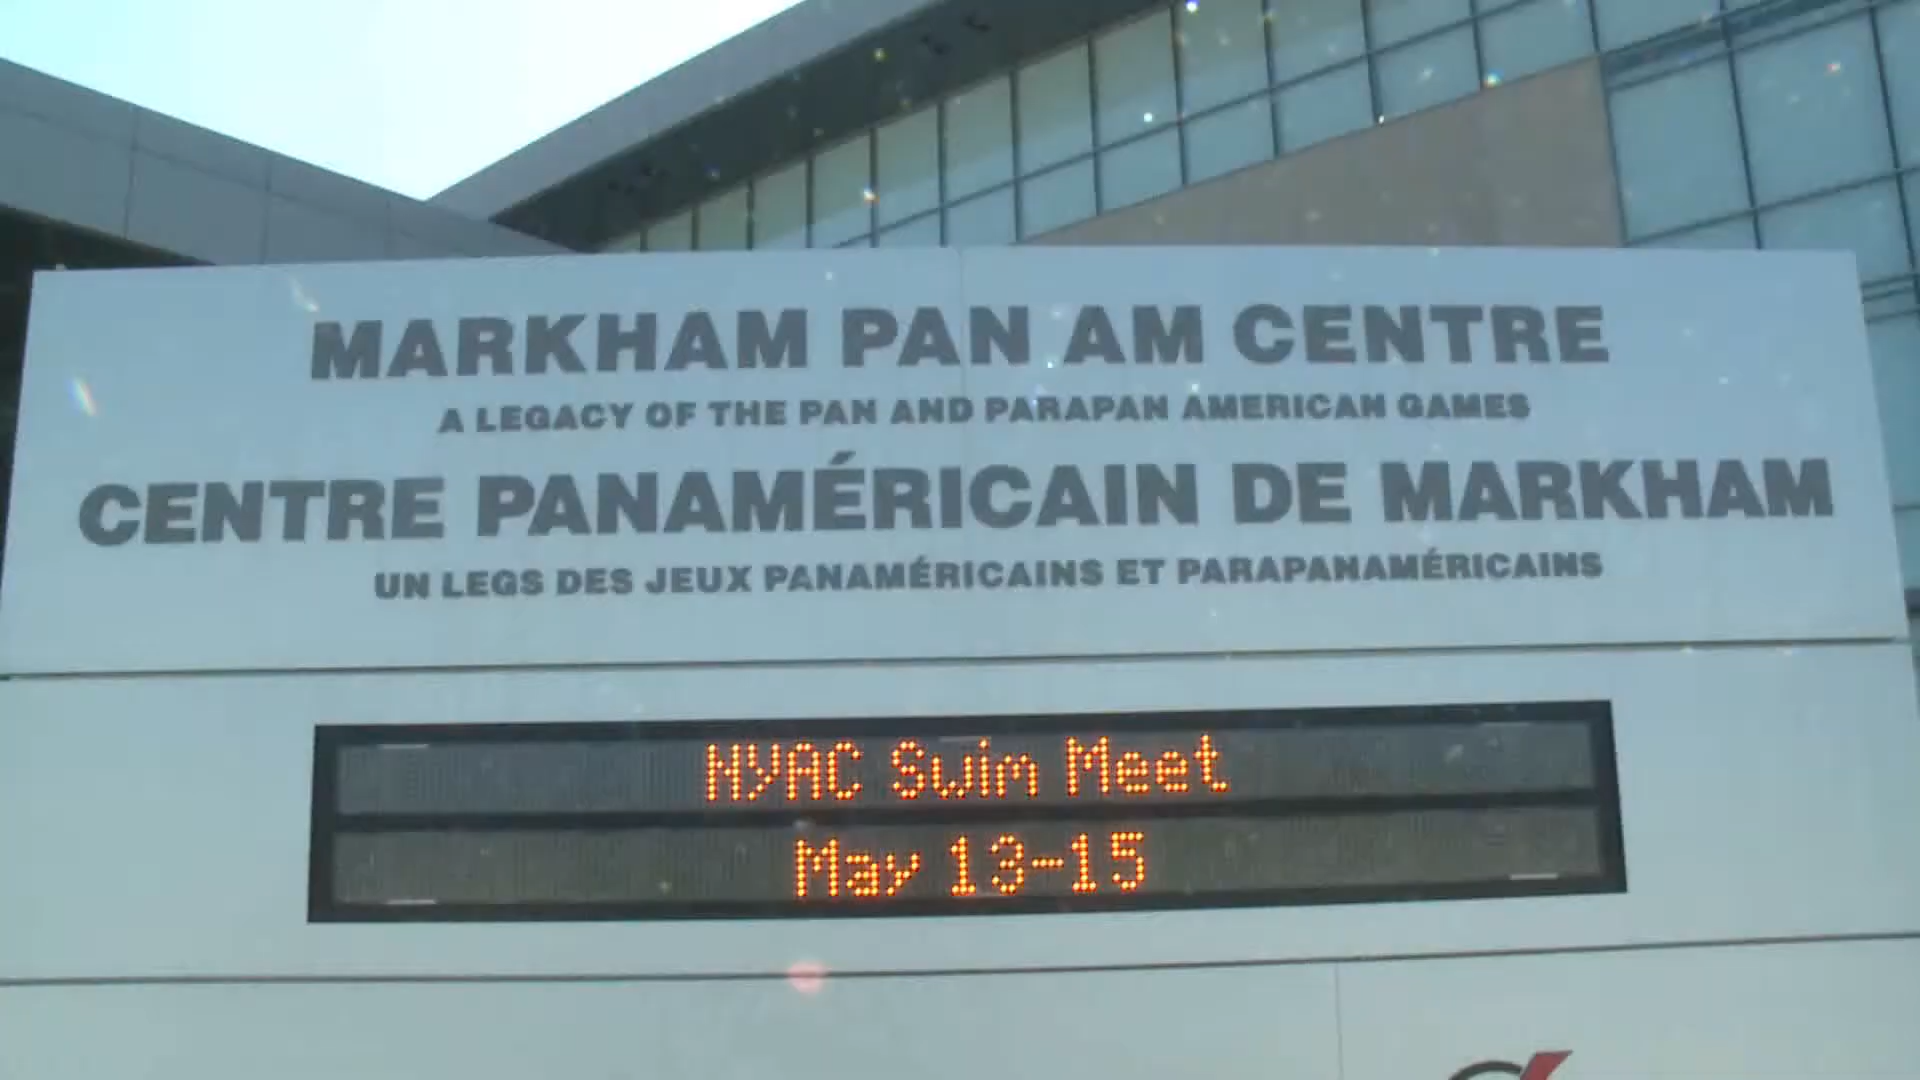 MARKHAM PAN AM CENTRE
A LEGACY OF THE PAN AND PARAPAN AMERICAN GAMES
CENTRE PANAMÉRICAIN DE MARKHAM
UN LEGS DES JEUX PANAMÉRICAINS ET PARAPANAMÉRICAINS
NYAC Swim Meet
May 13-15